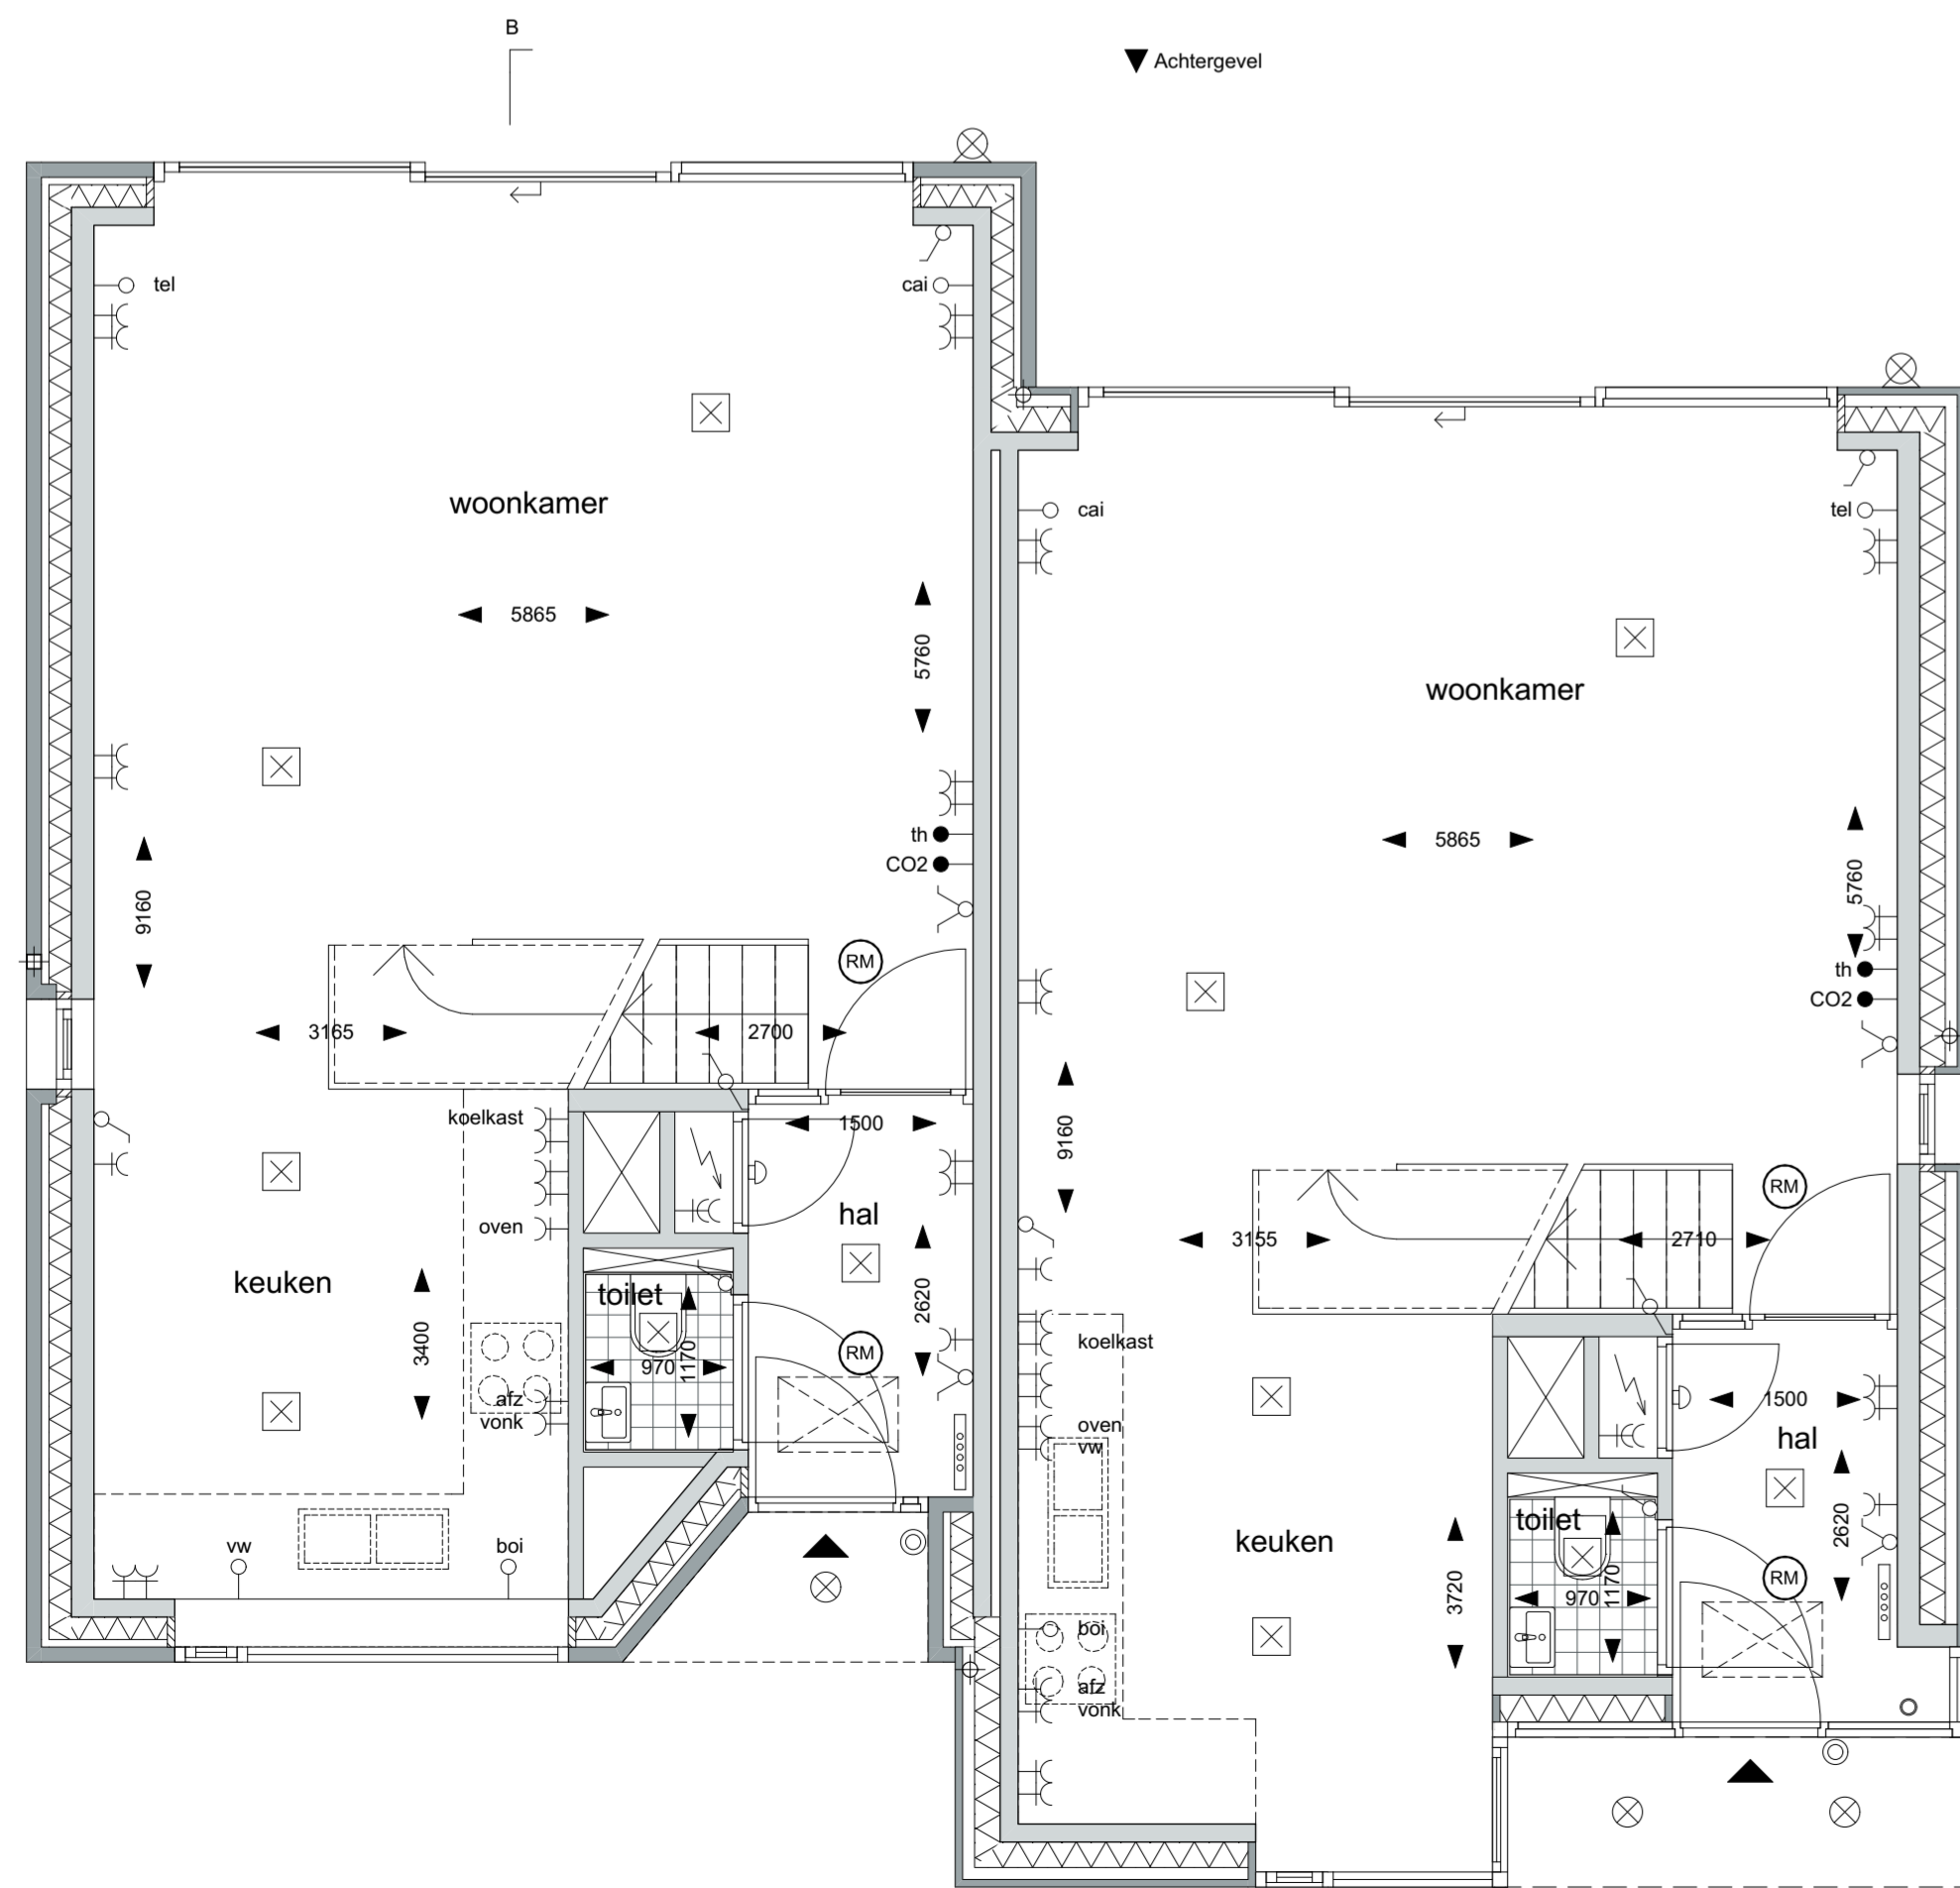 B
Achtergevel
tel
cai
woonkamer
5865
5760
th
CO2
9160
RM
3165
2700
koelkast
1500
oven
hal
keuken
toilet
3400
2620
970
1170
RM
afz
vonk
vw
boi
cai
tel
woonkamer
5865
5760
th
CO2
9160
RM
3155
2710
koelkast
1500
oven
vw
hal
keuken
toilet
3720
2620
970
1170
RM
boi
afz
vonk